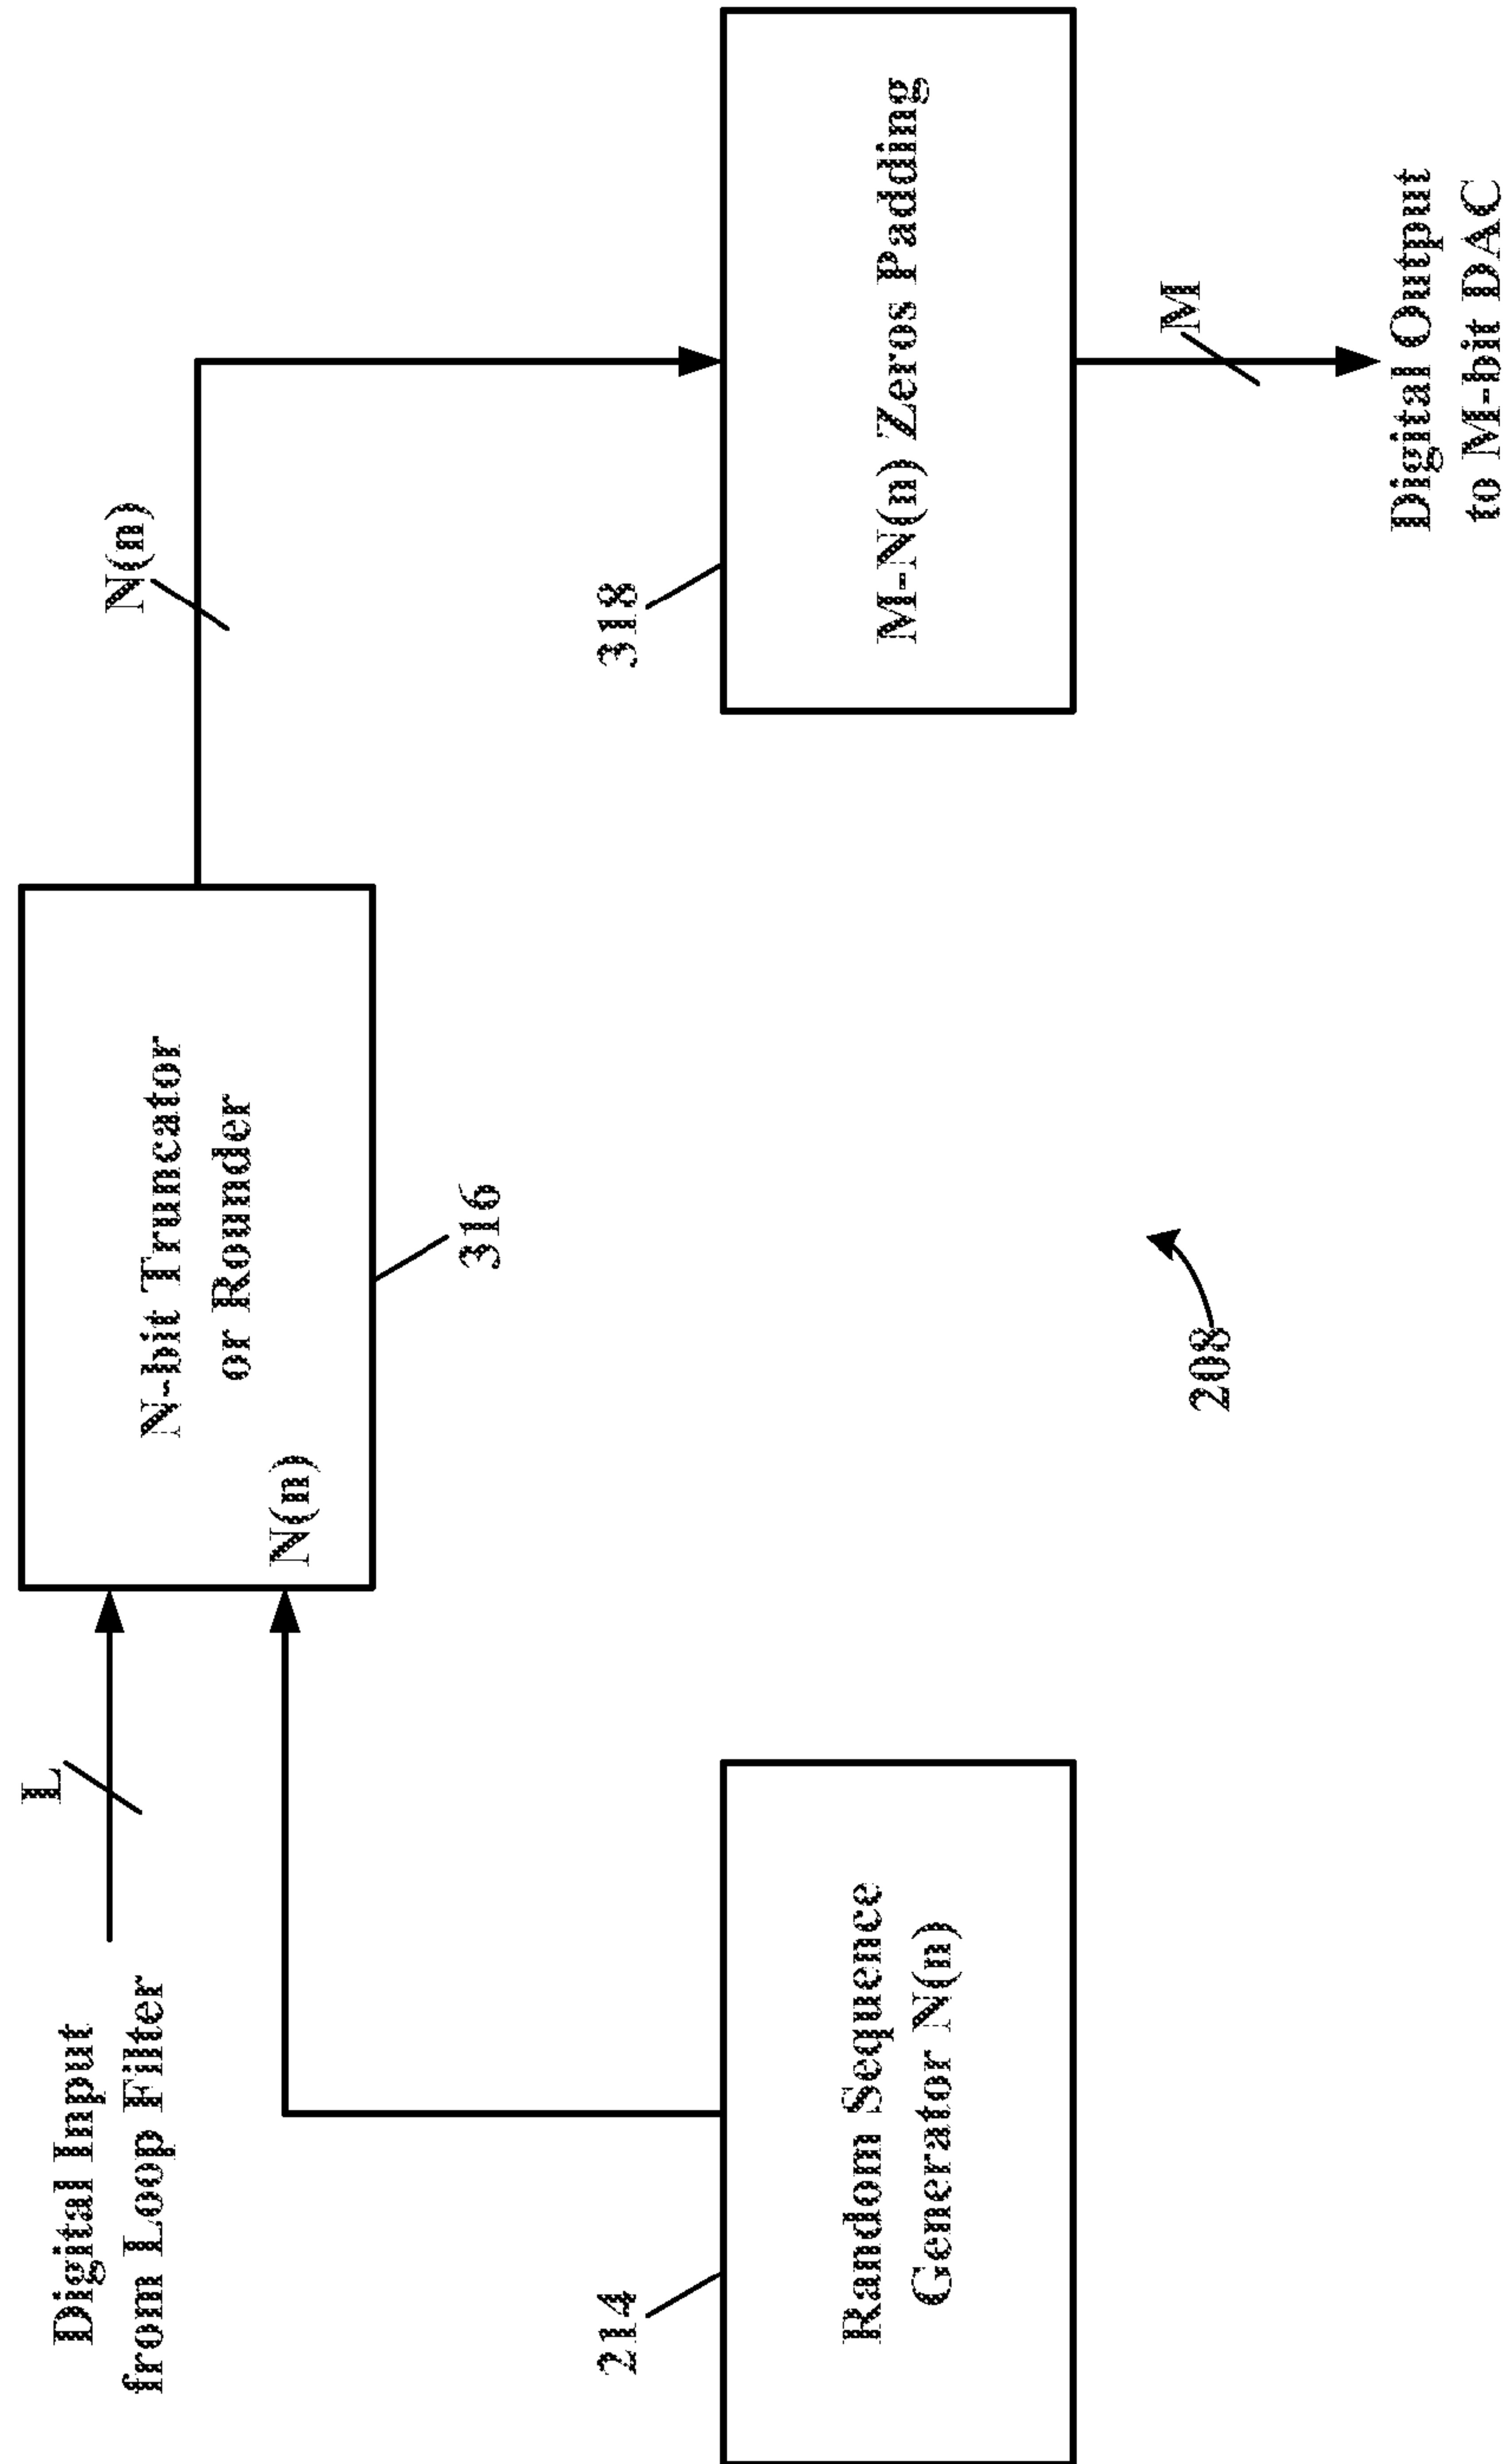 Digital Input
from Loop Filter
L
N-bit Truncator
or Rounder
N(n)
316
N(n)
214
Random Sequence
Generator N(n)
318
M-N(n) Zeros Padding
M
Digital Output
to M-bit DAC
208